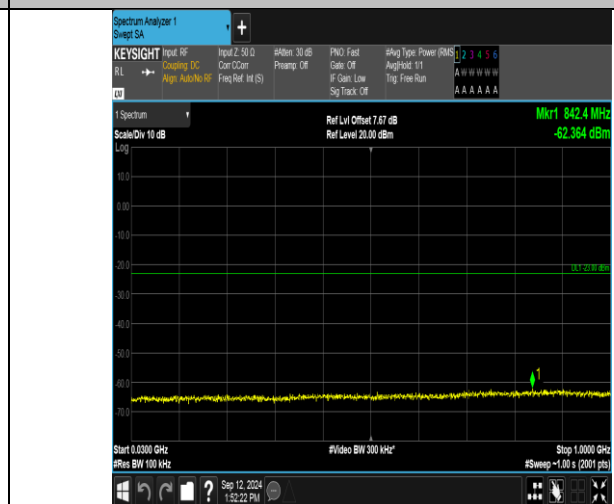 Spectrum Analyzer 1
Swept SA
+
KEYSIGHT Input: RF Input Z: 50 Ω #Atten: 30 dB PNO: Fast #Avg Type: Power (RMS 1 2 3 4 5 6
RL Coupling: DC Corr CCorr Preamp: Off Gate: Off Avg|Hold: 1/1 A W W W W W
Align: Auto/No RF Freq Ref: Int (S) IF Gain: Low Trig: Free Run
LXI Sig Track: Off A A A A A A
1 Spectrum Ref Lvl Offset 7.67 dB Mkr1 842.4 MHz
Scale/Div 10 dB Ref Level 20.00 dBm -62.364 dBm
Log
10.0
0.00
-10.0
-20.0
DL1 -23.00 dBm
-30.0
-40.0
-50.0
-60.0
1
-70.0
Start 0.0300 GHz #Video BW 300 kHz* Stop 1.0000 GHz
#Res BW 100 kHz #Sweep ~1.00 s (2001 pts)
? Sep 12, 2024
1:52:22 PM